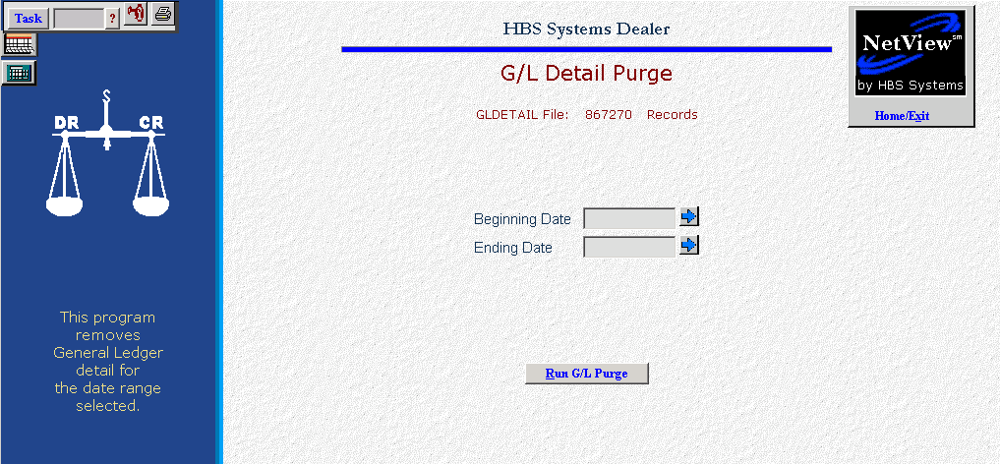 Task
?
HBS Systems Dealer
G/L Detail Purge
GLDETAIL File: 867270 Records
NetView℠
by HBS Systems
Home/Exit
DR CR
Beginning Date
Ending Date
This program
removes
General Ledger
detail for
the date range
selected.
Run G/L Purge